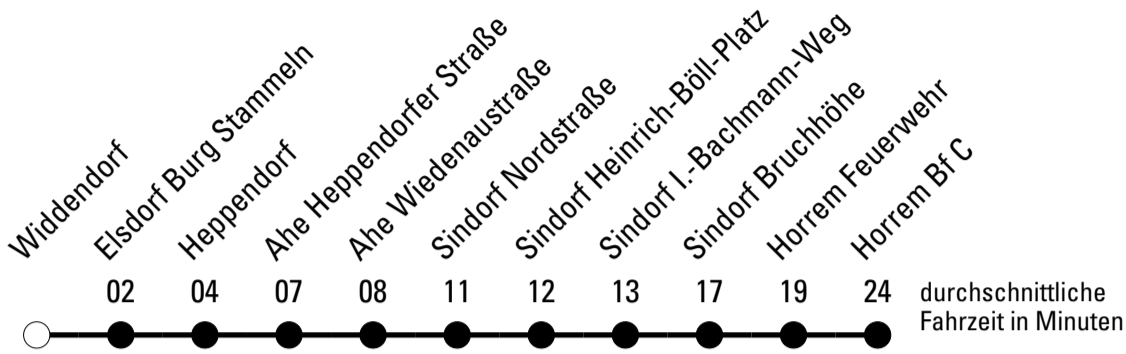 Widdendorf
Elsdorf Burg Stammeln
Heppendorf
Ahe Heppendorfer Straße
Ahe Wiedenaustraße
Sindorf Nordstraße
Sindorf Heinrich-Böll-Platz
Sindorf I.-Bachmann-Weg
Sindorf Bruchhöhe
Horrem Feuerwehr
Horrem Bf C
02 04 07 08 11 12 13 17 19 24
durchschnittliche
Fahrzeit in Minuten